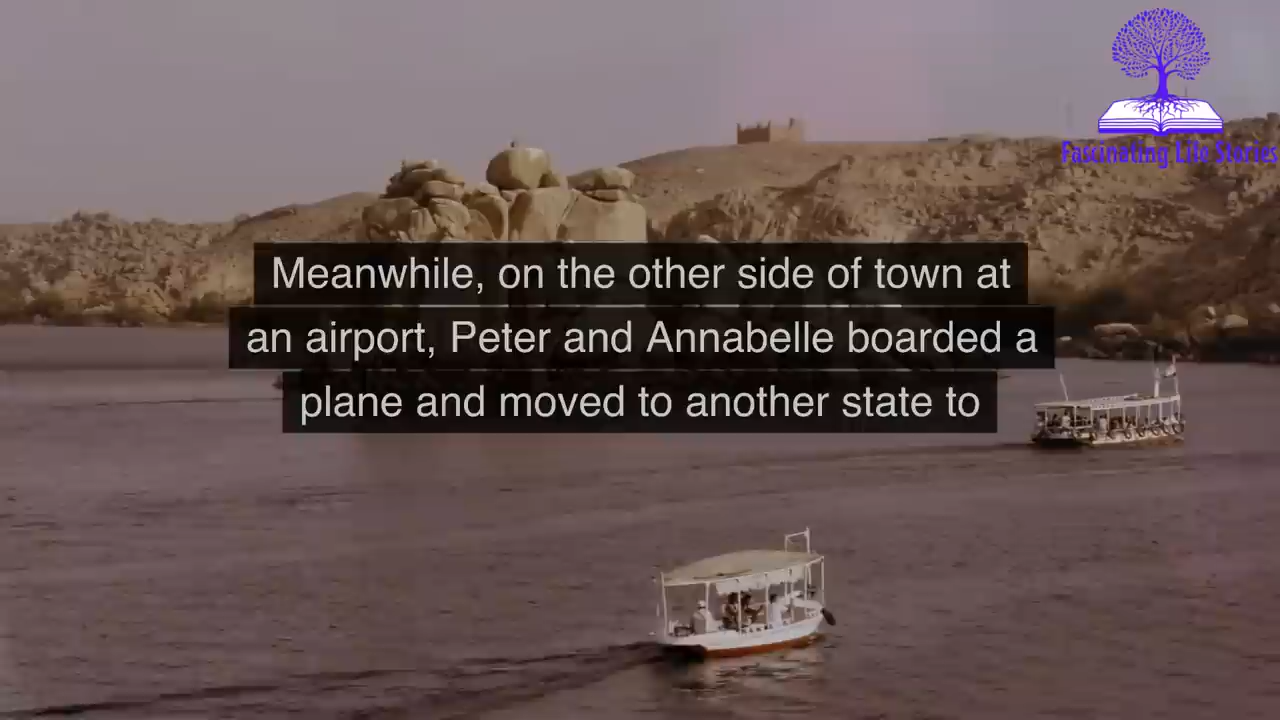 Fascinating Life Stories
Meanwhile, on the other side of town at
an airport, Peter and Annabelle boarded a
plane and moved to another state to